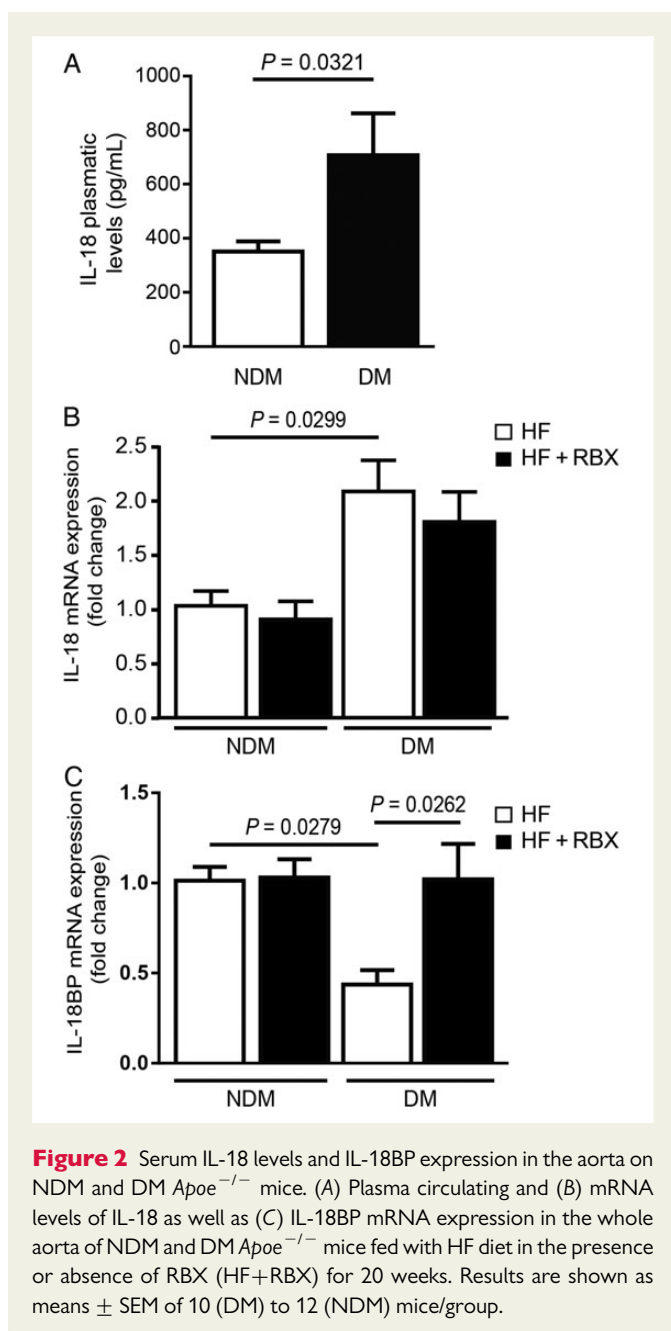 A
P = 0.0321
IL-18 plasmatic
levels (pg/mL)
1000
800
600
400
200
0
NDM DM
B
P = 0.0299
HF
HF + RBX
IL-18 mRNA expression
(fold change)
2.5
2.0
1.5
1.0
0.5
0.0
NDM DM
C
P = 0.0262
P = 0.0279
HF
HF + RBX
IL-18BP mRNA expression
(fold change)
1.5
1.0
0.5
0.0
NDM DM
Figure 2 Serum IL-18 levels and IL-18BP expression in the aorta on
NDM and DM Apoe−/− mice. (A) Plasma circulating and (B) mRNA
levels of IL-18 as well as (C) IL-18BP mRNA expression in the whole
aorta of NDM and DM Apoe−/− mice fed with HF diet in the presence
or absence of RBX (HF+RBX) for 20 weeks. Results are shown as
means ± SEM of 10 (DM) to 12 (NDM) mice/group.